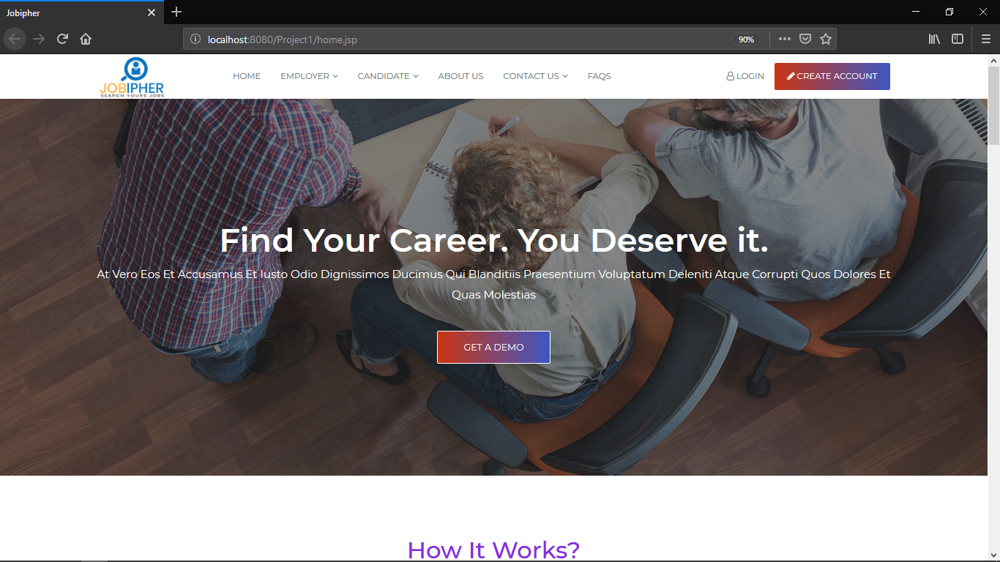 Jobipher
localhost:8080/Project1/home.jsp
90%
JOBIPHER
SEARCH YOURS JOBS
HOME EMPLOYER CANDIDATE ABOUT US CONTACT US FAQS
LOGIN CREATE ACCOUNT
Find Your Career. You Deserve it.
At Vero Eos Et Accusamus Et Iusto Odio Dignissimos Ducimus Qui Blanditiis Praesentium Voluptatum Deleniti Atque Corrupti Quos Dolores Et
Quas Molestias
GET A DEMO
How It Works?